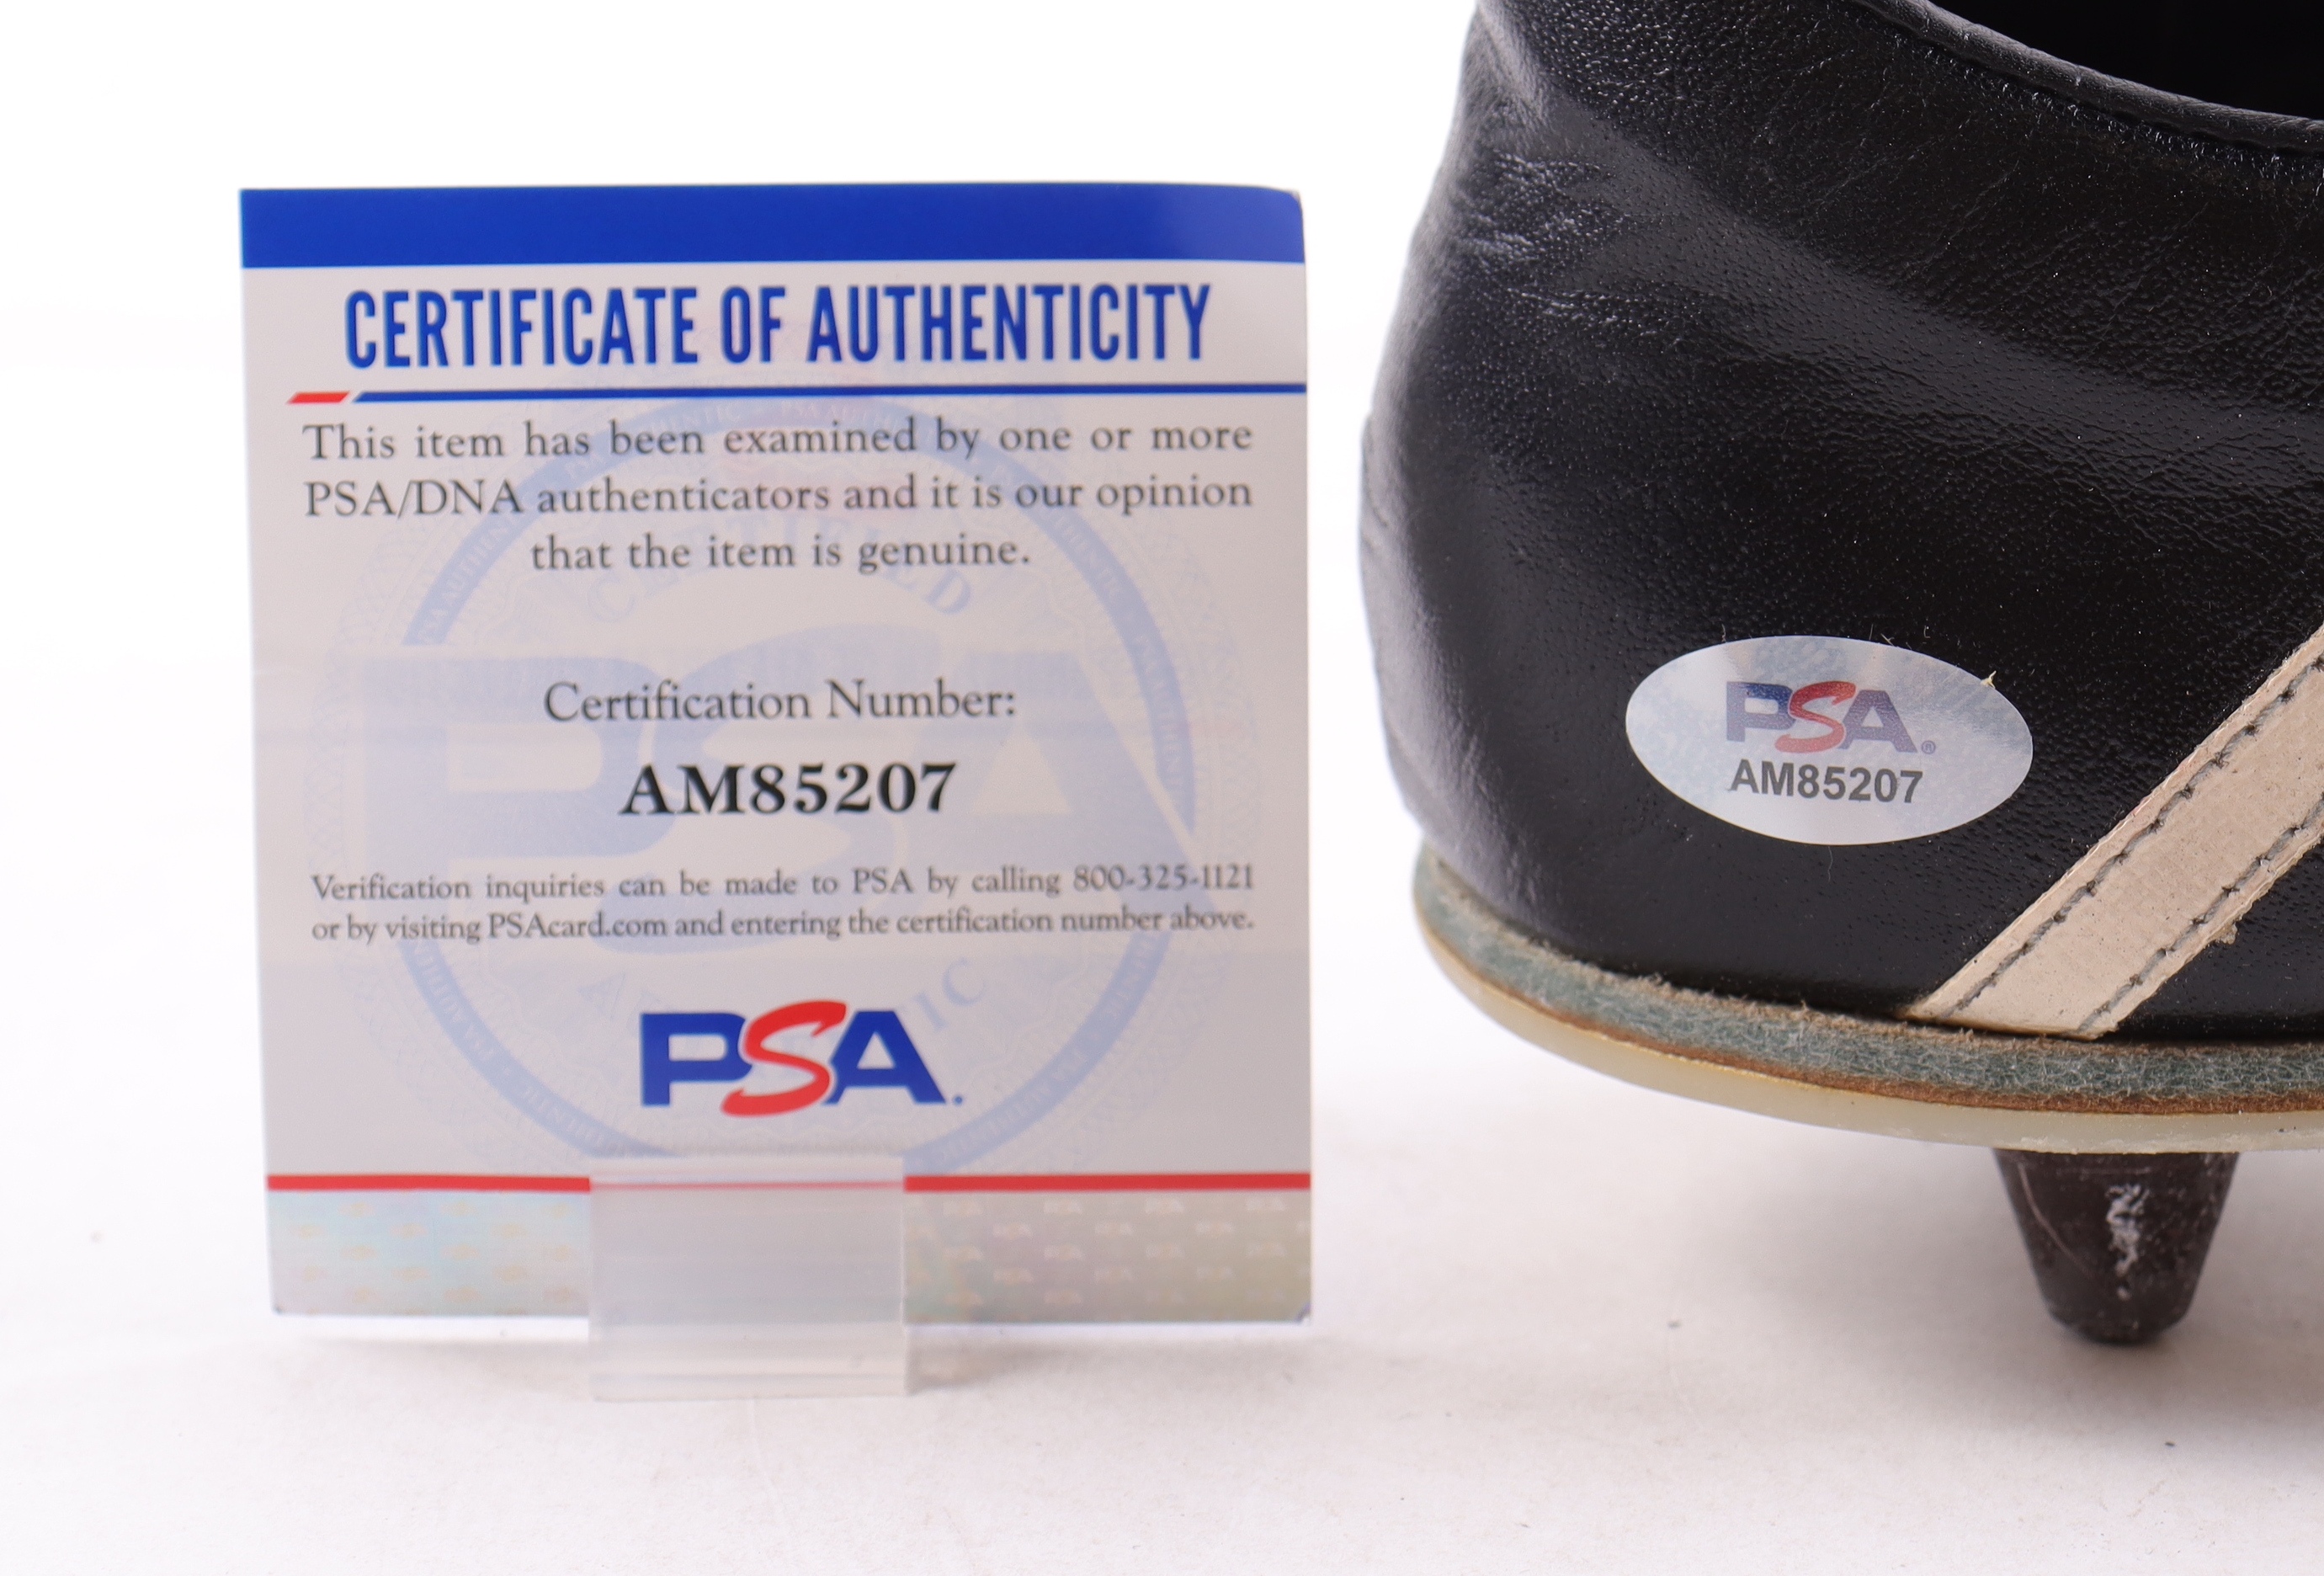 CERTIFICATE OF AUTHENTICITY
This item has been examined by one or more
PSA/DNA authenticators and it is our opinion
that the item is genuine.
Certification Number:
AM85207
Verification inquiries can be made to PSA by calling 800-325-1121
or by visiting PSAcard.com and entering the certification number above.
PSA.
PSA®
AM85207